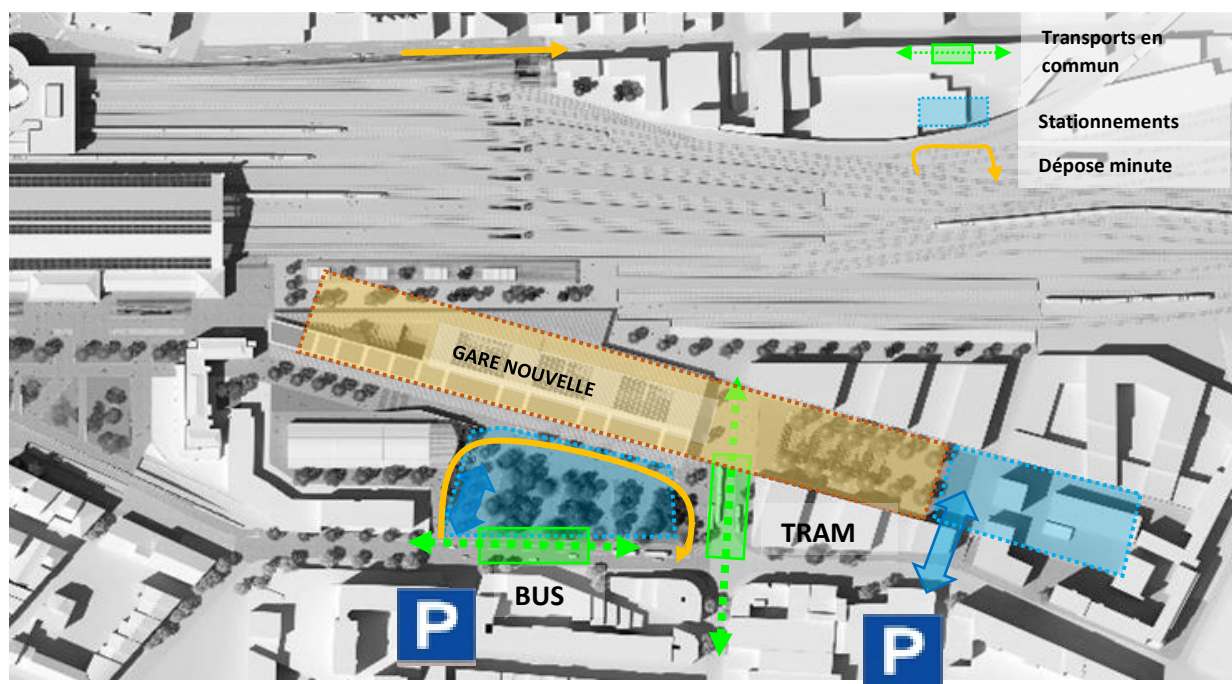 Transports en
commun
Stationnements
Dépose minute
GARE NOUVELLE
TRAM
BUS
P
P